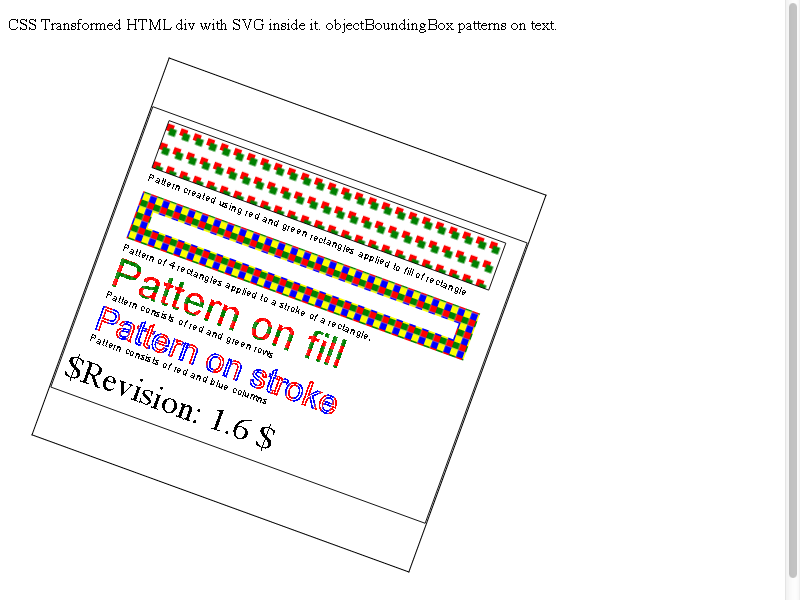 CSS Transformed HTML div with SVG inside it. objectBoundingBox patterns on text.
Pattern created using red and green rectangles applied to fill of rectangle
Pattern of 4 rectangles applied to a stroke of a rectangle.
Pattern on fill
Pattern consists of red and green rows
Pattern on stroke
Pattern consists of red and blue columns
$Revision: 1.6 $